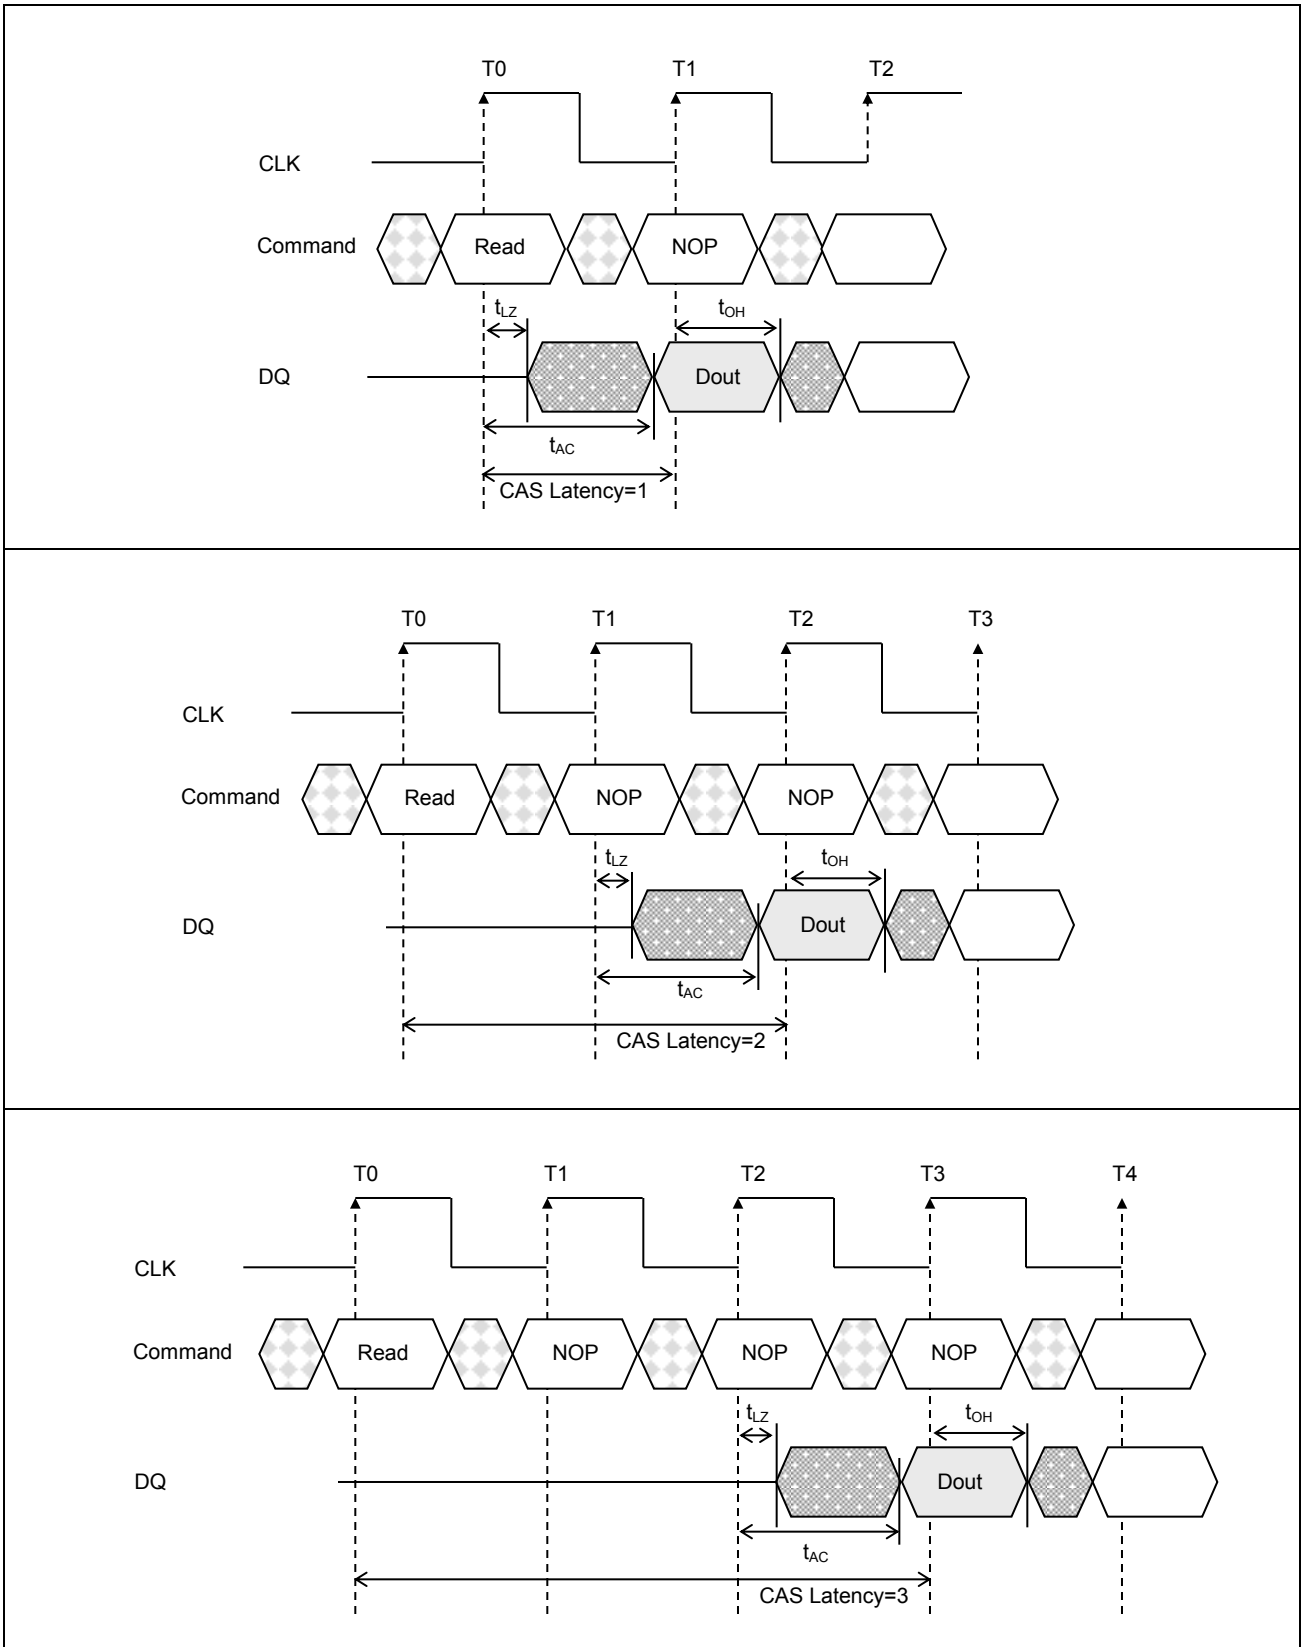 T0 T1 T2
CLK
Command Read NOP
tLZ tOH
DQ Dout
tAC
CAS Latency=1
T0 T1 T2 T3
CLK
Command Read NOP NOP
tLZ tOH
DQ Dout
tAC
CAS Latency=2
T0 T1 T2 T3 T4
CLK
Command Read NOP NOP NOP
tLZ tOH
DQ Dout
tAC
CAS Latency=3